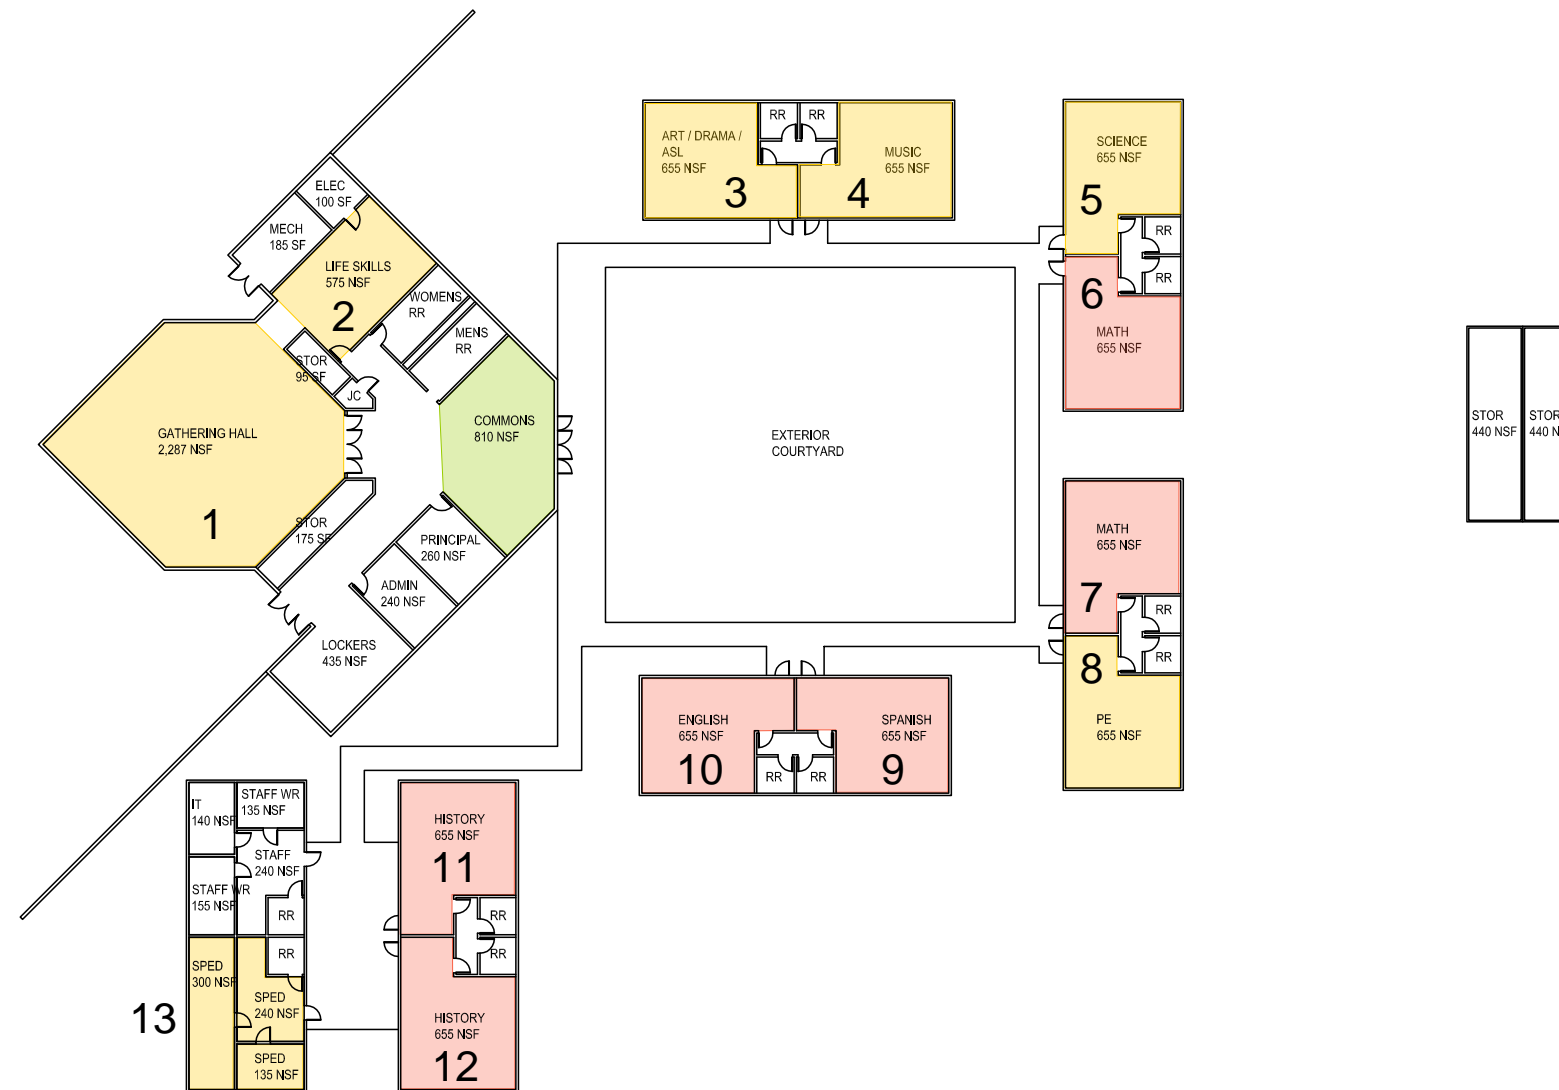 ELEC
100 SF
MECH
185 SF
LIFE SKILLS
575 NSF
2
WOMENS
RR
MENS
RR
STOR
95 SF
JC
GATHERING HALL
2,287 NSF
1
COMMONS
810 NSF
STOR
175 SF
PRINCIPAL
260 NSF
ADMIN
240 NSF
LOCKERS
435 NSF
ART / DRAMA /
ASL
655 NSF
3
RR
RR
MUSIC
655 NSF
4
SCIENCE
655 NSF
5
RR
RR
6
MATH
655 NSF
EXTERIOR
COURTYARD
MATH
655 NSF
7
RR
RR
8
PE
655 NSF
STOR
440 NSF
STOR
440 N
ENGLISH
655 NSF
10
RR
RR
SPANISH
655 NSF
9
IT
140 NSF
STAFF WR
135 NSF
STAFF
240 NSF
STAFF WR
155 NSF
RR
RR
SPED
300 NSF
SPED
240 NSF
SPED
135 NSF
13
HISTORY
655 NSF
11
RR
RR
HISTORY
655 NSF
12